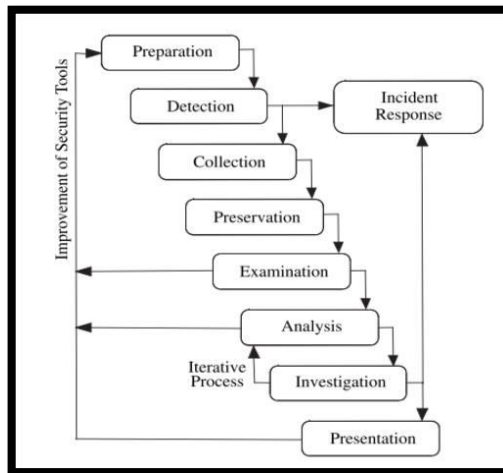 Preparation
Detection
Incident
Response
Collection
Preservation
Examination
Analysis
Iterative
Process
Investigation
Presentation
Improvement of Security Tools